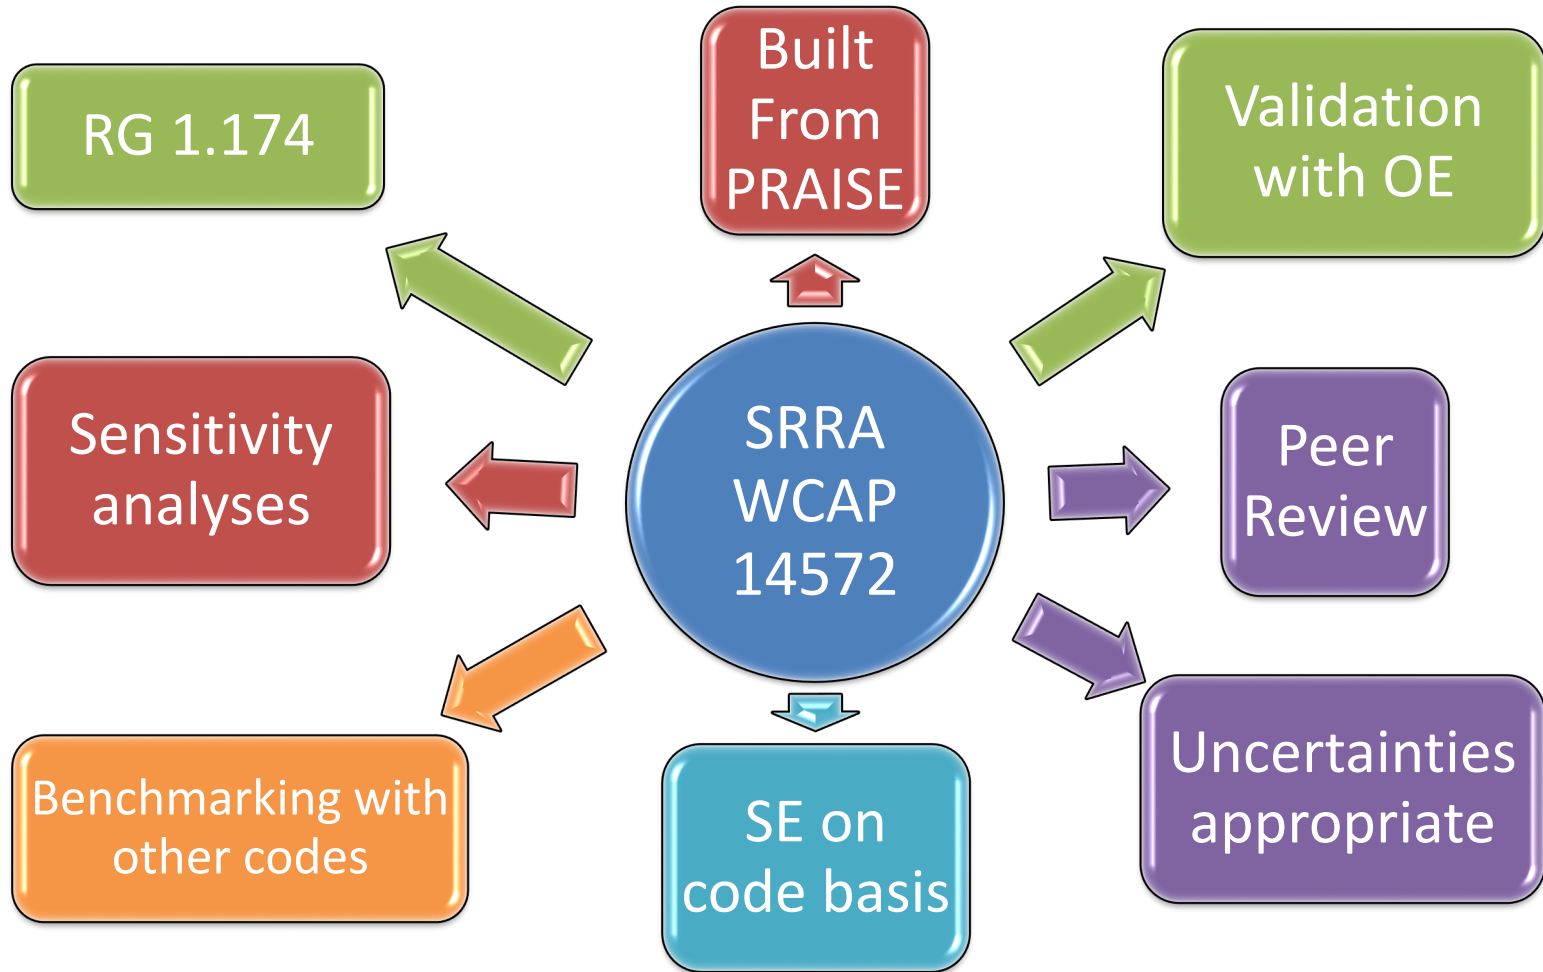 RG 1.174
Built
From
PRAISE
Validation
with OE
Sensitivity
analyses
SRRA
WCAP
14572
Peer
Review
Benchmarking with
other codes
SE on
code basis
Uncertainties
appropriate